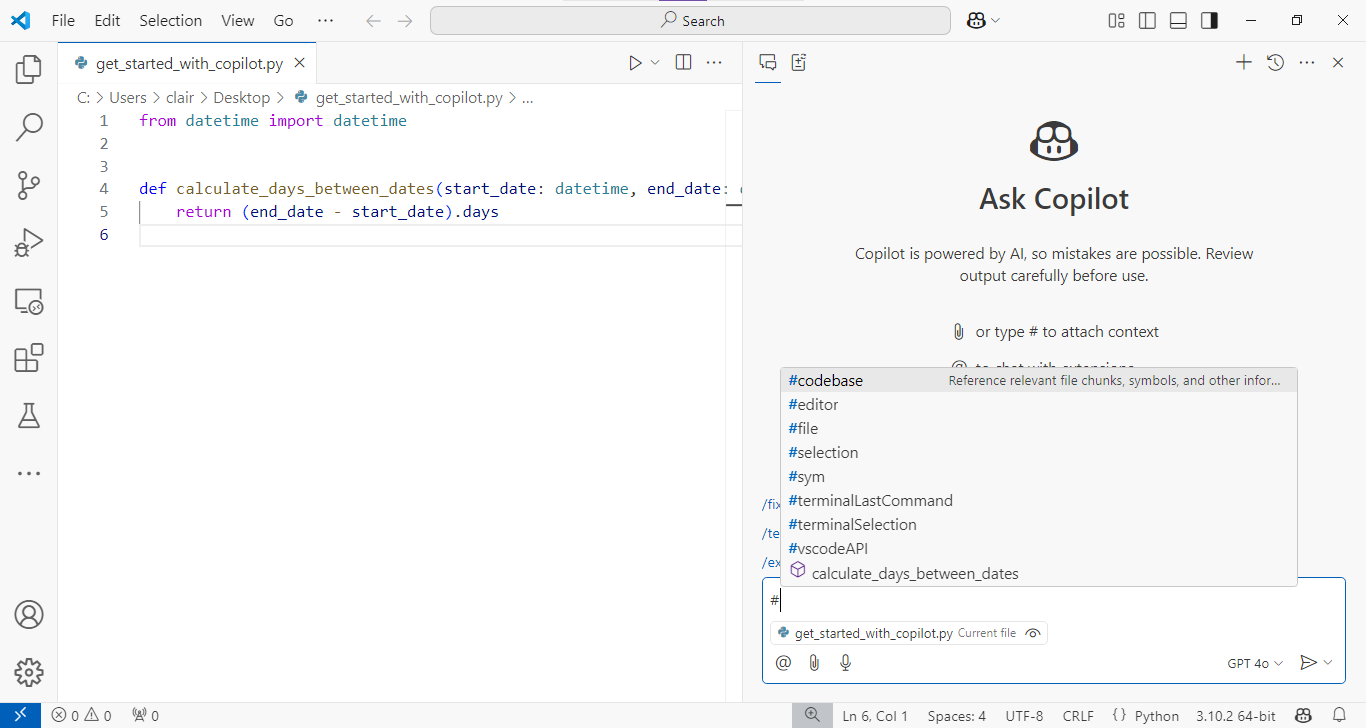 File Edit Selection View Go ··· Search
get_started_with_copilot.py
C: > Users > clair > Desktop > get_started_with_copilot.py > ...
1 from datetime import datetime
2
3
4 def calculate_days_between_dates(start_date: datetime, end_date:
5 return (end_date - start_date).days
6
Ask Copilot
Copilot is powered by AI, so mistakes are possible. Review
output carefully before use.
or type # to attach context
@ to chat with extensions
#codebase Reference relevant file chunks, symbols, and other infor...
#editor
#file
#selection
#sym
#terminalLastCommand
#terminalSelection
#vscodeAPI
calculate_days_between_dates
/fix
/te
/ex
#
get_started_with_copilot.py Current file
@ GPT 4o
0 0 0 Ln 6, Col 1 Spaces: 4 UTF-8 CRLF {} Python 3.10.2 64-bit